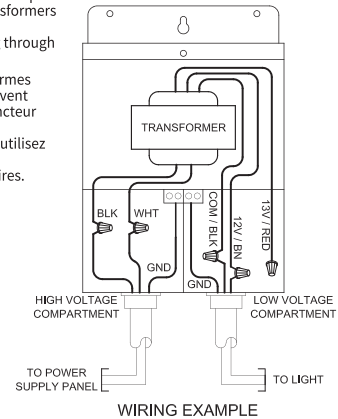 sformers
through
rmes
vent
ncteur
utilisez
ires.
TRANSFORMER
BLK
WHT
COM / BLK
12V / BN
13V / RED
GND
GND
HIGH VOLTAGE
COMPARTMENT
LOW VOLTAGE
COMPARTMENT
TO POWER
SUPPLY PANEL
TO LIGHT
WIRING EXAMPLE